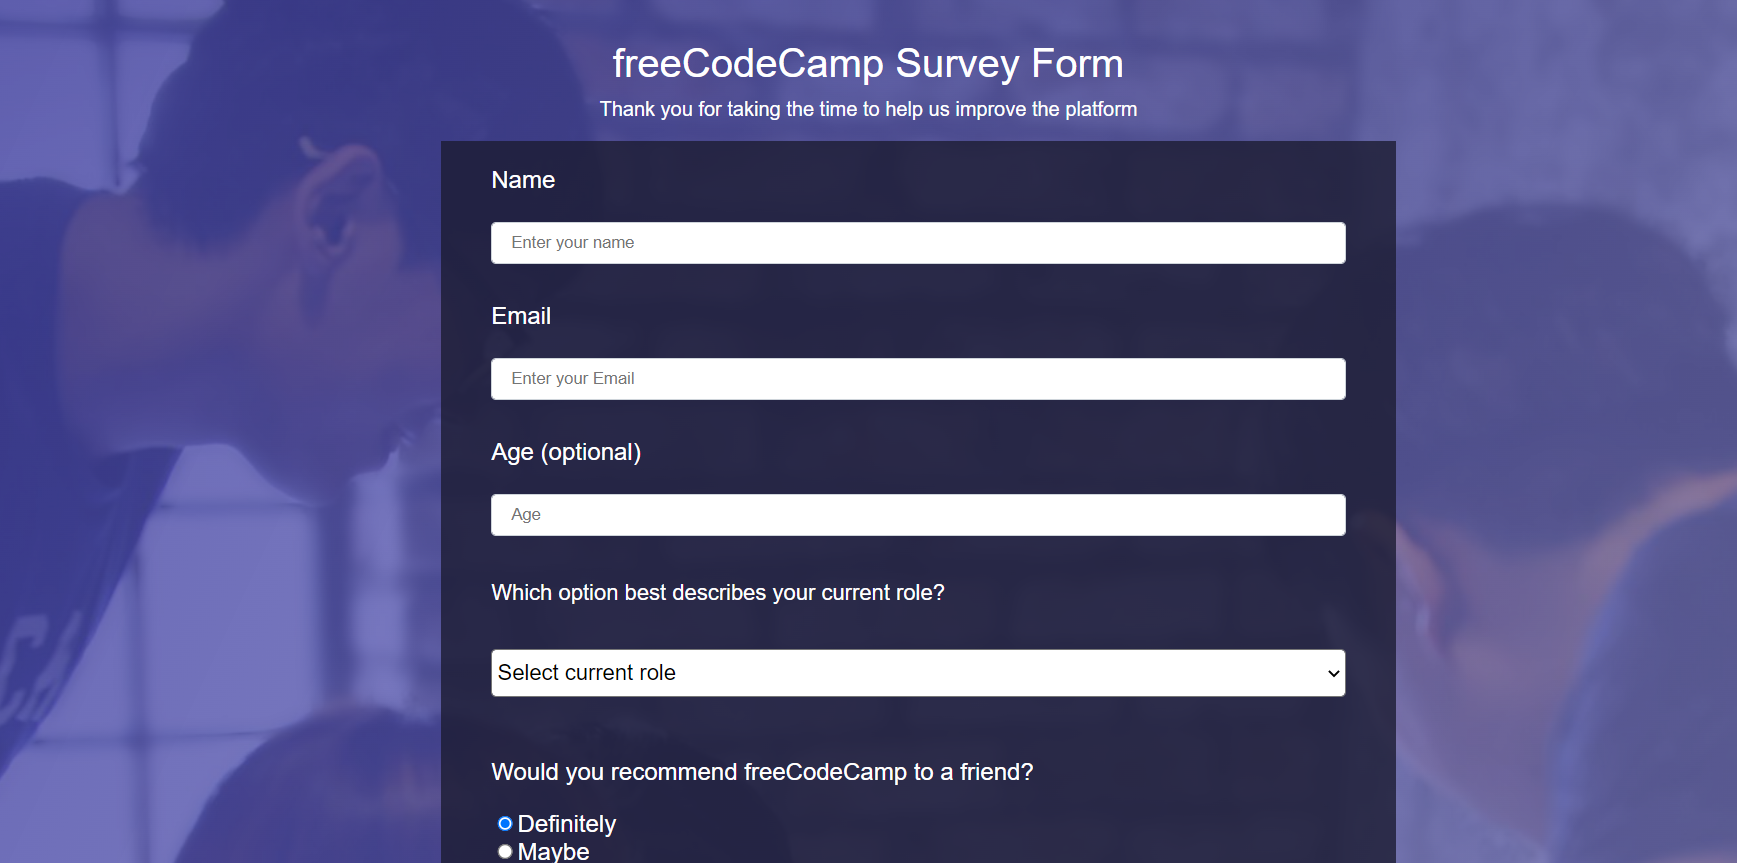 freeCodeCamp Survey Form
Thank you for taking the time to help us improve the platform
Name
Enter your name
Email
Enter your Email
Age (optional)
Age
Which option best describes your current role?
Select current role
Would you recommend freeCodeCamp to a friend?
Definitely
Maybe